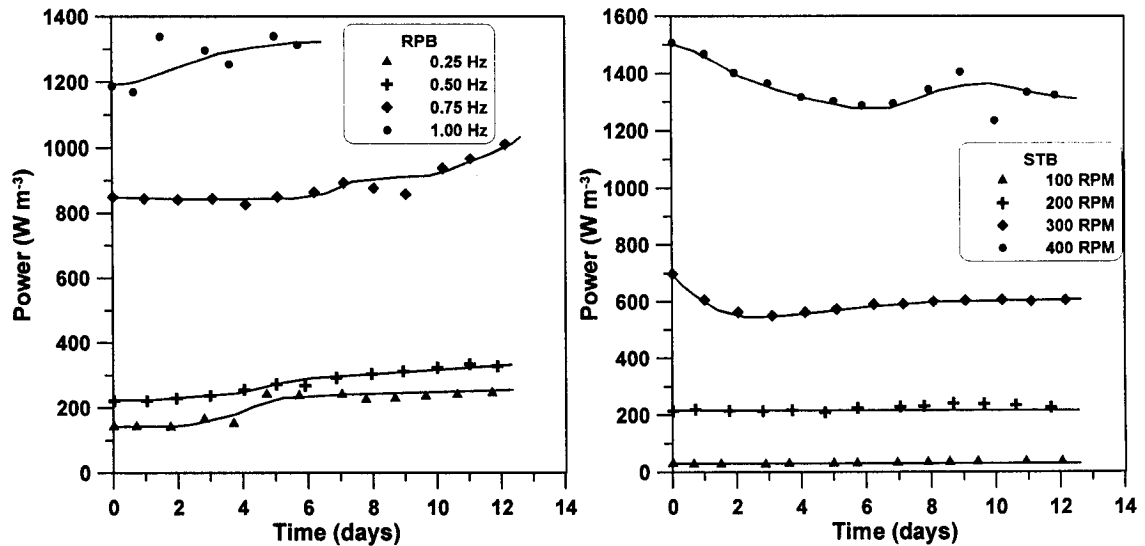 1400
1200
1000
800
600
400
200
0
Power (W m⁻³)
RPB
0.25 Hz
0.50 Hz
0.75 Hz
1.00 Hz
0 2 4 6 8 10 12 14
Time (days)
1600
1400
1200
1000
800
600
400
200
0
Power (W m⁻³)
STB
100 RPM
200 RPM
300 RPM
400 RPM
0 2 4 6 8 10 12 14
Time (days)